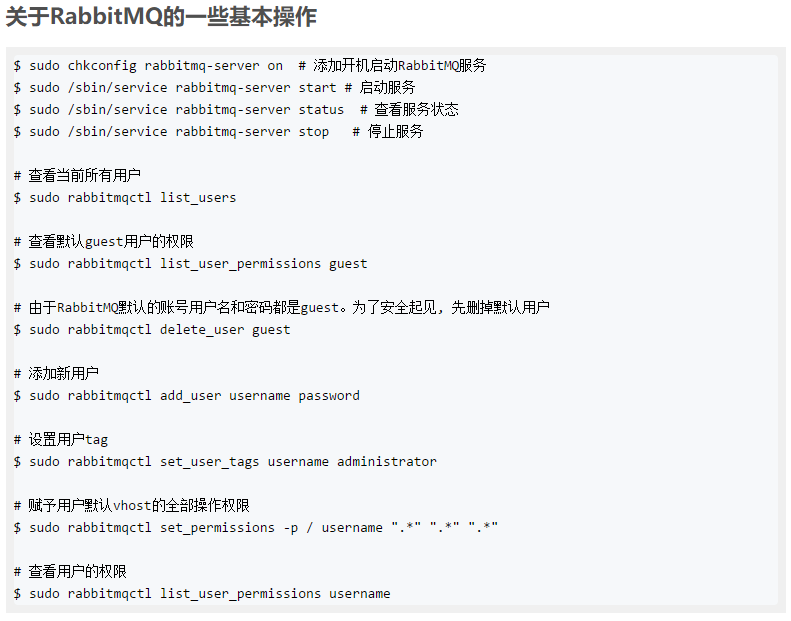 关于RabbitMQ的一些基本操作
$ sudo chkconfig rabbitmq-server on  # 添加开机启动RabbitMQ服务
$ sudo /sbin/service rabbitmq-server start # 启动服务
$ sudo /sbin/service rabbitmq-server status  # 查看服务状态
$ sudo /sbin/service rabbitmq-server stop   # 停止服务
# 查看当前所有用户
$ sudo rabbitmqctl list_users
# 查看默认guest用户的权限
$ sudo rabbitmqctl list_user_permissions guest
# 由于RabbitMQ默认的账号用户名和密码都是guest。为了安全起见, 先删掉默认用户
$ sudo rabbitmqctl delete_user guest
# 添加新用户
$ sudo rabbitmqctl add_user username password
# 设置用户tag
$ sudo rabbitmqctl set_user_tags username administrator
# 赋予用户默认vhost的全部操作权限
$ sudo rabbitmqctl set_permissions -p / username ".*" ".*" ".*"
# 查看用户的权限
$ sudo rabbitmqctl list_user_permissions username